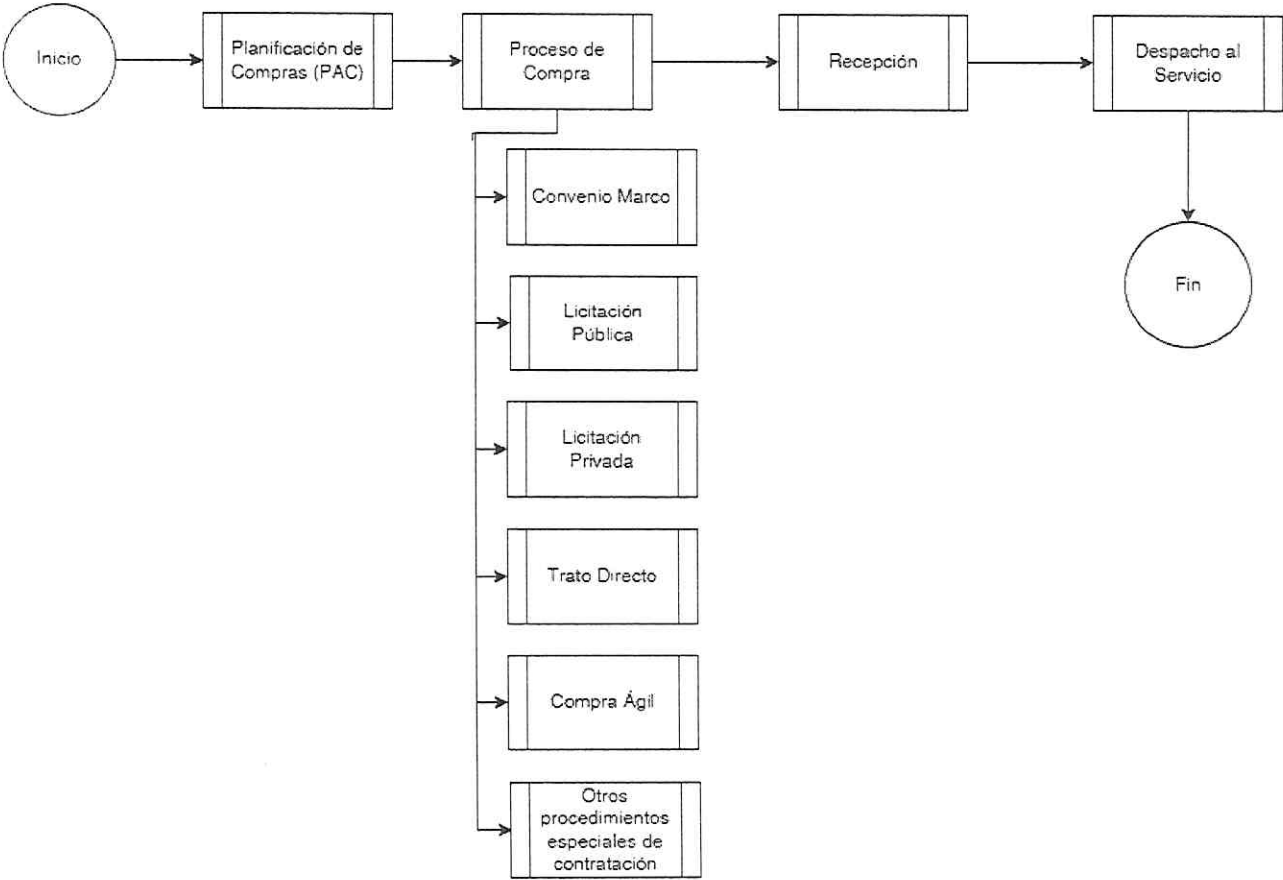 Inicio
Planificación de
Compras (PAC)
Proceso de
Compra
Recepción
Despacho al
Servicio
Convenio Marco
Licitación
Pública
Licitación
Privada
Trato Directo
Compra Ágil
Otros
procedimientos
especiales de
contratación
Fin